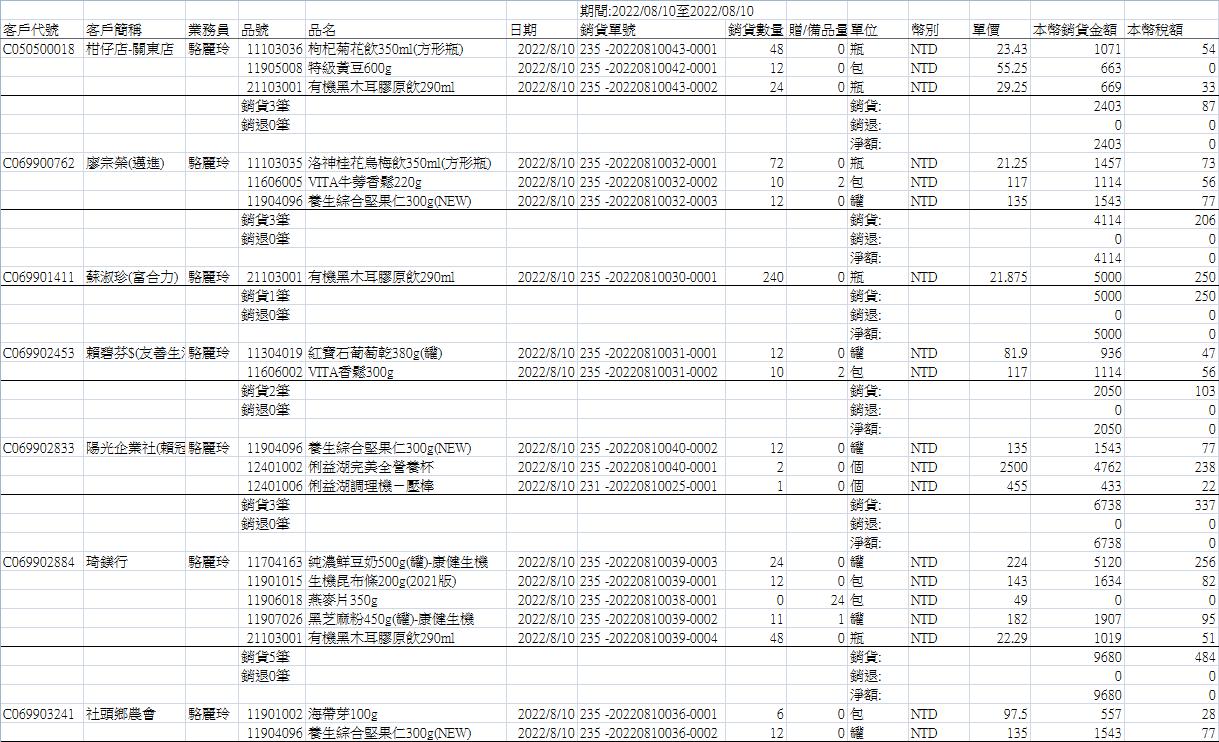 期間:2022/08/10至2022/08/10
客戶代號 客戶簡稱 業務員 品號 品名 日期 銷貨單號 銷貨數量 贈/備品量 單位 幣別 單價 本幣銷貨金額 本幣稅額
C050500018 柑仔店-關東店 駱麗玲 11103036 枸杞菊花飲350ml(方形瓶) 2022/8/10 235 -20220810043-0001 48 0 瓶 NTD 23.43 1071 54
11905008 特級黃豆600g 2022/8/10 235 -20220810042-0001 12 0 包 NTD 55.25 663 0
21103001 有機黑木耳膠原飲290ml 2022/8/10 235 -20220810043-0002 24 0 瓶 NTD 29.25 669 33
銷貨3筆 銷貨: 2403 87
銷退0筆 銷退: 0 0
淨額: 2403 0
C069900762 廖宗榮(邁進) 駱麗玲 11103035 洛神桂花烏梅飲350ml(方形瓶) 2022/8/10 235 -20220810032-0001 72 0 瓶 NTD 21.25 1457 73
11606005 VITA牛蒡香鬆220g 2022/8/10 235 -20220810032-0002 10 2 包 NTD 117 1114 56
11904096 養生綜合堅果仁300g(NEW) 2022/8/10 235 -20220810032-0003 12 0 罐 NTD 135 1543 77
銷貨3筆 銷貨: 4114 206
銷退0筆 銷退: 0 0
淨額: 4114 0
C069901411 蘇淑珍(富合力) 駱麗玲 21103001 有機黑木耳膠原飲290ml 2022/8/10 235 -20220810030-0001 240 0 瓶 NTD 21.875 5000 250
銷貨1筆 銷貨: 5000 250
銷退0筆 銷退: 0 0
淨額: 5000 0
C069902453 賴碧芬$(友善生 駱麗玲 11304019 紅寶石葡萄乾380g(罐) 2022/8/10 235 -20220810031-0001 12 0 罐 NTD 81.9 936 47
11606002 VITA香鬆300g 2022/8/10 235 -20220810031-0002 10 2 包 NTD 117 1114 56
銷貨2筆 銷貨: 2050 103
銷退0筆 銷退: 0 0
淨額: 2050 0
C069902833 陽光企業社(賴冠 駱麗玲 11904096 養生綜合堅果仁300g(NEW) 2022/8/10 235 -20220810040-0002 12 0 罐 NTD 135 1543 77
12401002 俐益湖完美全營養杯 2022/8/10 235 -20220810040-0001 2 0 個 NTD 2500 4762 238
12401006 俐益湖調理機－壓棒 2022/8/10 231 -20220810025-0001 1 0 個 NTD 455 433 22
銷貨3筆 銷貨: 6738 337
銷退0筆 銷退: 0 0
淨額: 6738 0
C069902884 琦鎂行 駱麗玲 11704163 純濃鮮豆奶500g(罐)-康健生機 2022/8/10 235 -20220810039-0003 24 0 罐 NTD 224 5120 256
11901015 生機昆布條200g(2021版) 2022/8/10 235 -20220810039-0001 12 0 包 NTD 143 1634 82
11906018 燕麥片350g 2022/8/10 235 -20220810038-0001 0 24 包 NTD 49 0 0
11907026 黑芝麻粉450g(罐)-康健生機 2022/8/10 235 -20220810039-0002 11 1 罐 NTD 182 1907 95
21103001 有機黑木耳膠原飲290ml 2022/8/10 235 -20220810039-0004 48 0 瓶 NTD 22.29 1019 51
銷貨5筆 銷貨: 9680 484
銷退0筆 銷退: 0 0
淨額: 9680 0
C069903241 社頭鄉農會 駱麗玲 11901002 海帶芽100g 2022/8/10 235 -20220810036-0001 6 0 包 NTD 97.5 557 28
11904096 養生綜合堅果仁300g(NEW) 2022/8/10 235 -20220810036-0002 12 0 罐 NTD 135 1543 77